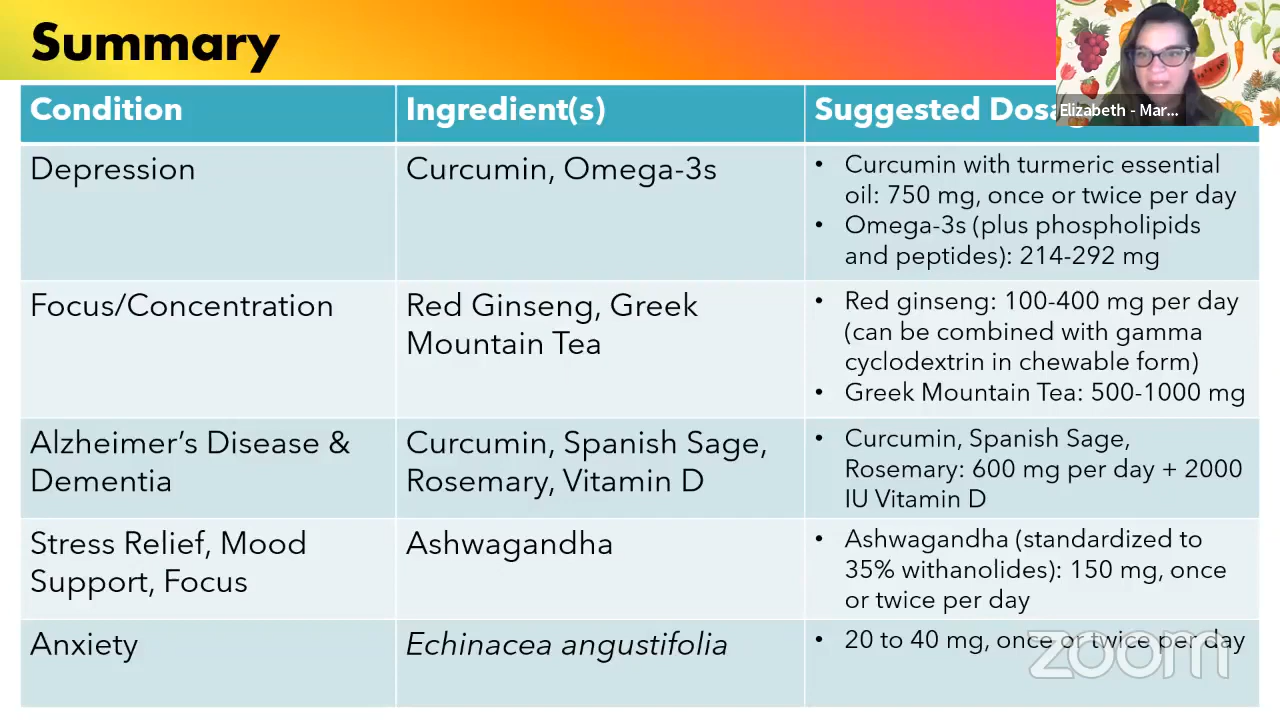 Summary
Elizabeth - Mar...
Condition
Ingredient(s)
Suggested
Depression
Curcumin, Omega-3s
• Curcumin with turmeric essential
oil: 750 mg, once or twice per day
• Omega-3s (plus phospholipids
and peptides): 214-292 mg
Focus/Concentration
Red Ginseng, Greek
Mountain Tea
• Red ginseng: 100-400 mg per day
(can be combined with gamma
cyclodextrin in chewable form)
• Greek Mountain Tea: 500-1000 mg
Alzheimer’s Disease &
Dementia
Curcumin, Spanish Sage,
Rosemary, Vitamin D
• Curcumin, Spanish Sage,
Rosemary: 600 mg per day + 2000
IU Vitamin D
Stress Relief, Mood
Support, Focus
Ashwagandha
• Ashwagandha (standardized to
35% withanolides): 150 mg, once
or twice per day
Anxiety
Echinacea angustifolia
• 20 to 40 mg, once or twice per day
zoom